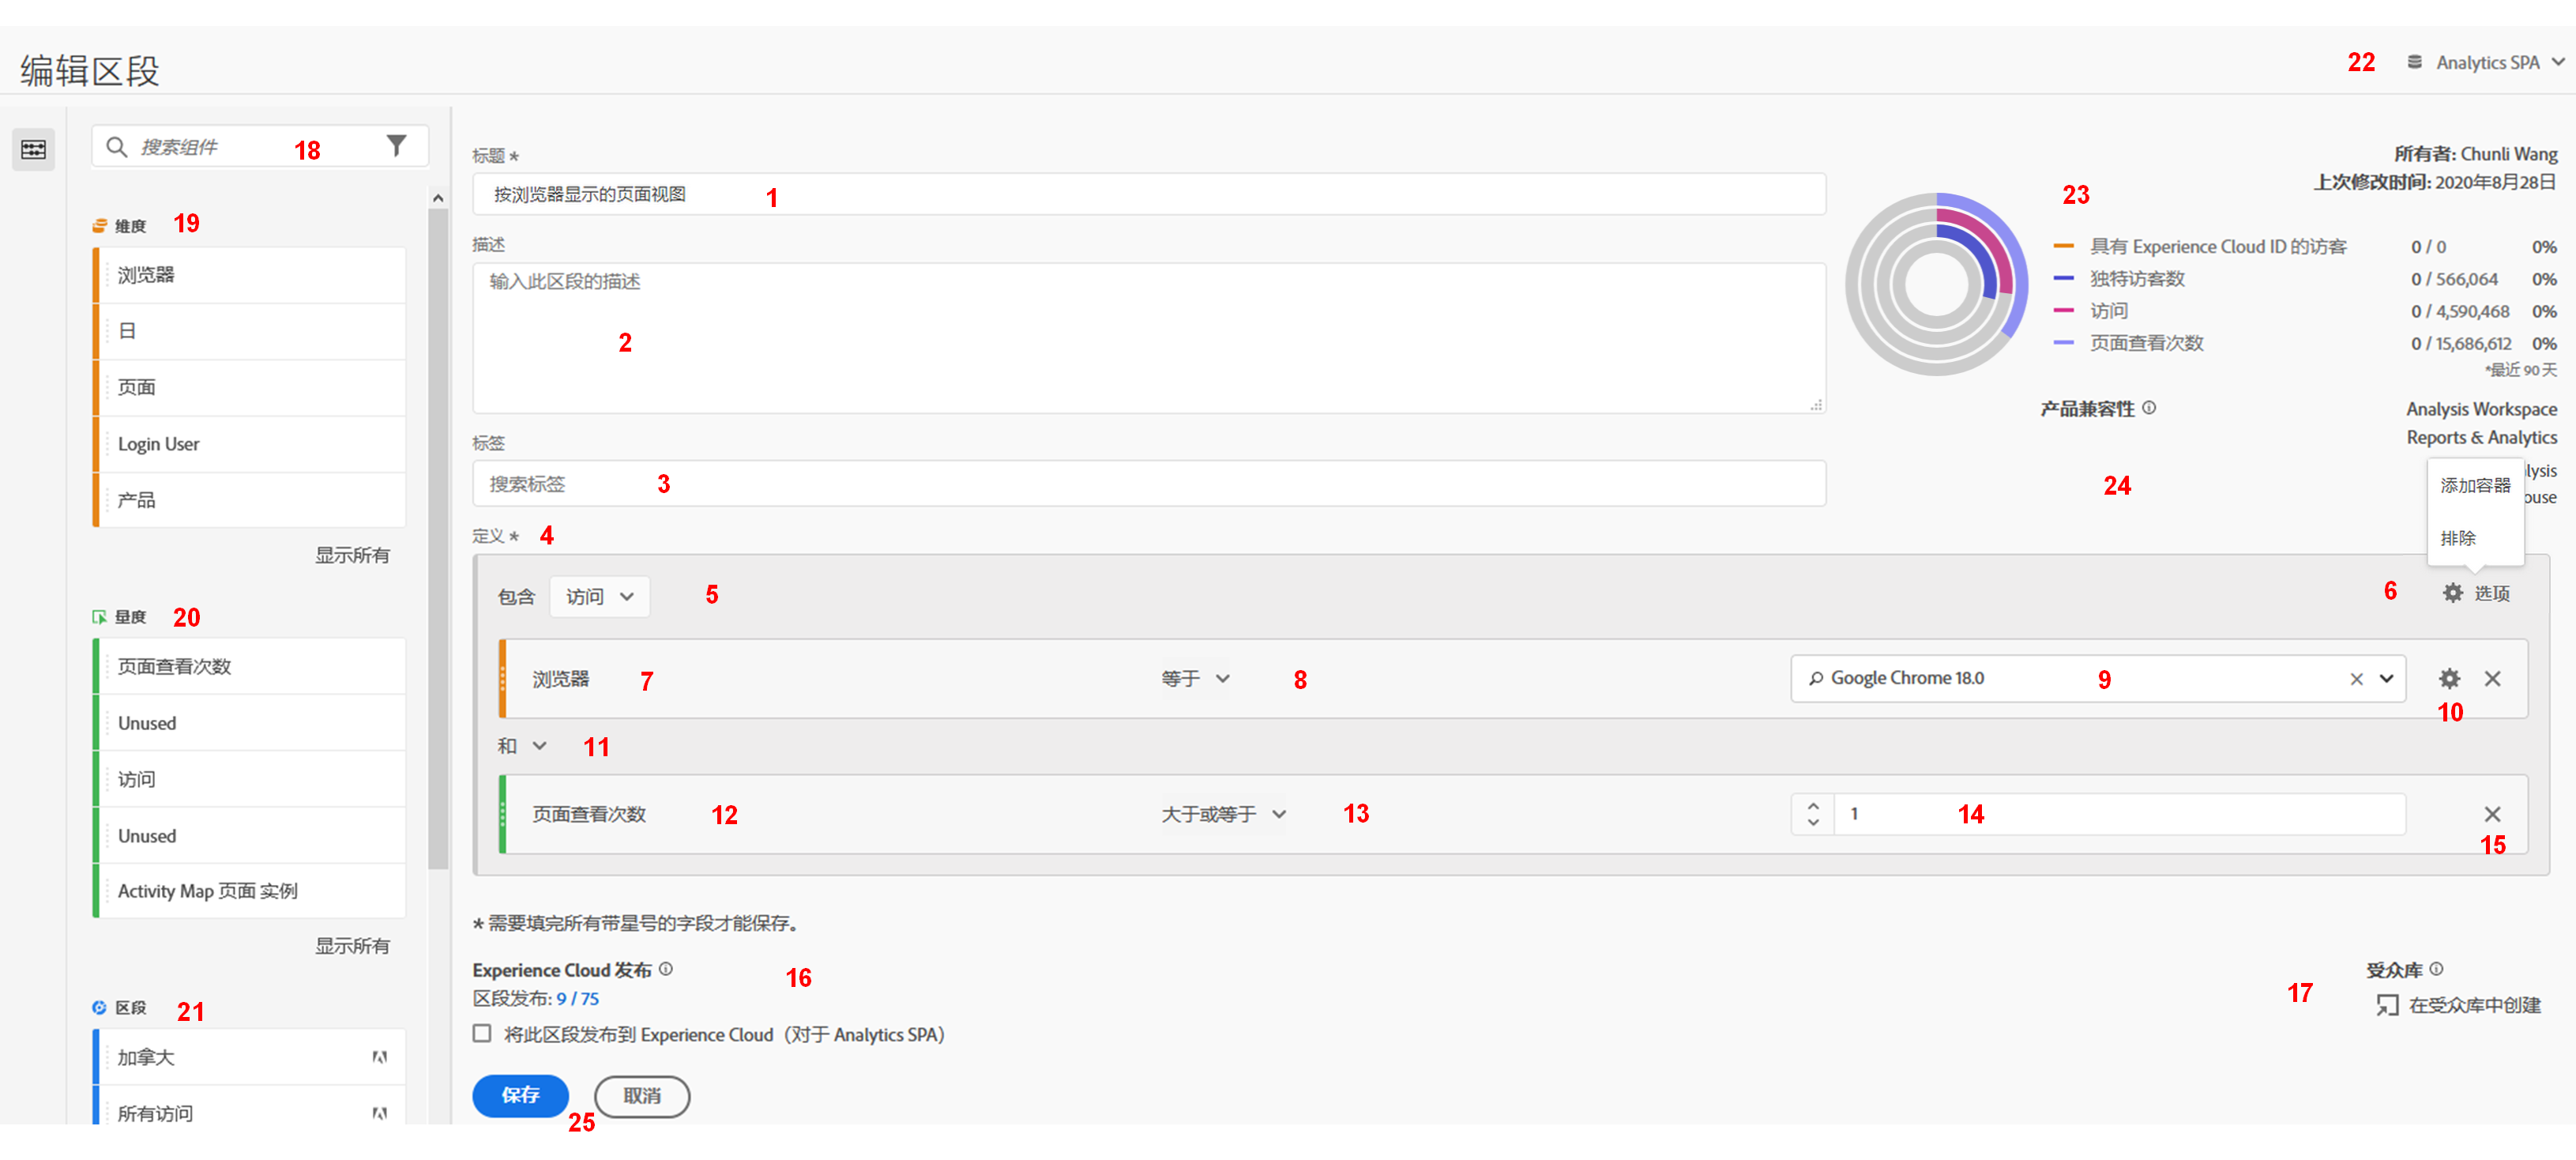 编辑区段
22 Analytics SPA
搜索组件 18
19 维度
浏览器
日
页面
Login User
产品
显示所有
量度 20
页面查看次数
Unused
访问
Unused
Activity Map 页面 实例
显示所有
区段 21
加拿大
所有访问
标题 *
按浏览器显示的页面视图 1
描述
输入此区段的描述
2
标签
搜索标签 3
定义 * 4
所有者: Chunli Wang
上次修改时间: 2020年8月28日
23
具有 Experience Cloud ID 的访客 0 / 0 0%
独特访客数 0 / 566,064 0%
访问 0 / 4,590,468 0%
页面查看次数 0 / 15,686,612 0%
*最近 90 天
产品兼容性 Analysis Workspace
Reports & Analytics
24
添加容器
排除
包含 访问 5 6 选项
浏览器 7 等于 8 Google Chrome 18.0 9
10
和 11
页面查看次数 12 大于或等于 13 1 14
15
* 需要填完所有带星号的字段才能保存。
Experience Cloud 发布 16
区段发布: 9 / 75
将此区段发布到 Experience Cloud（对于 Analytics SPA）
受众库
17 在受众库中创建
保存 25 取消